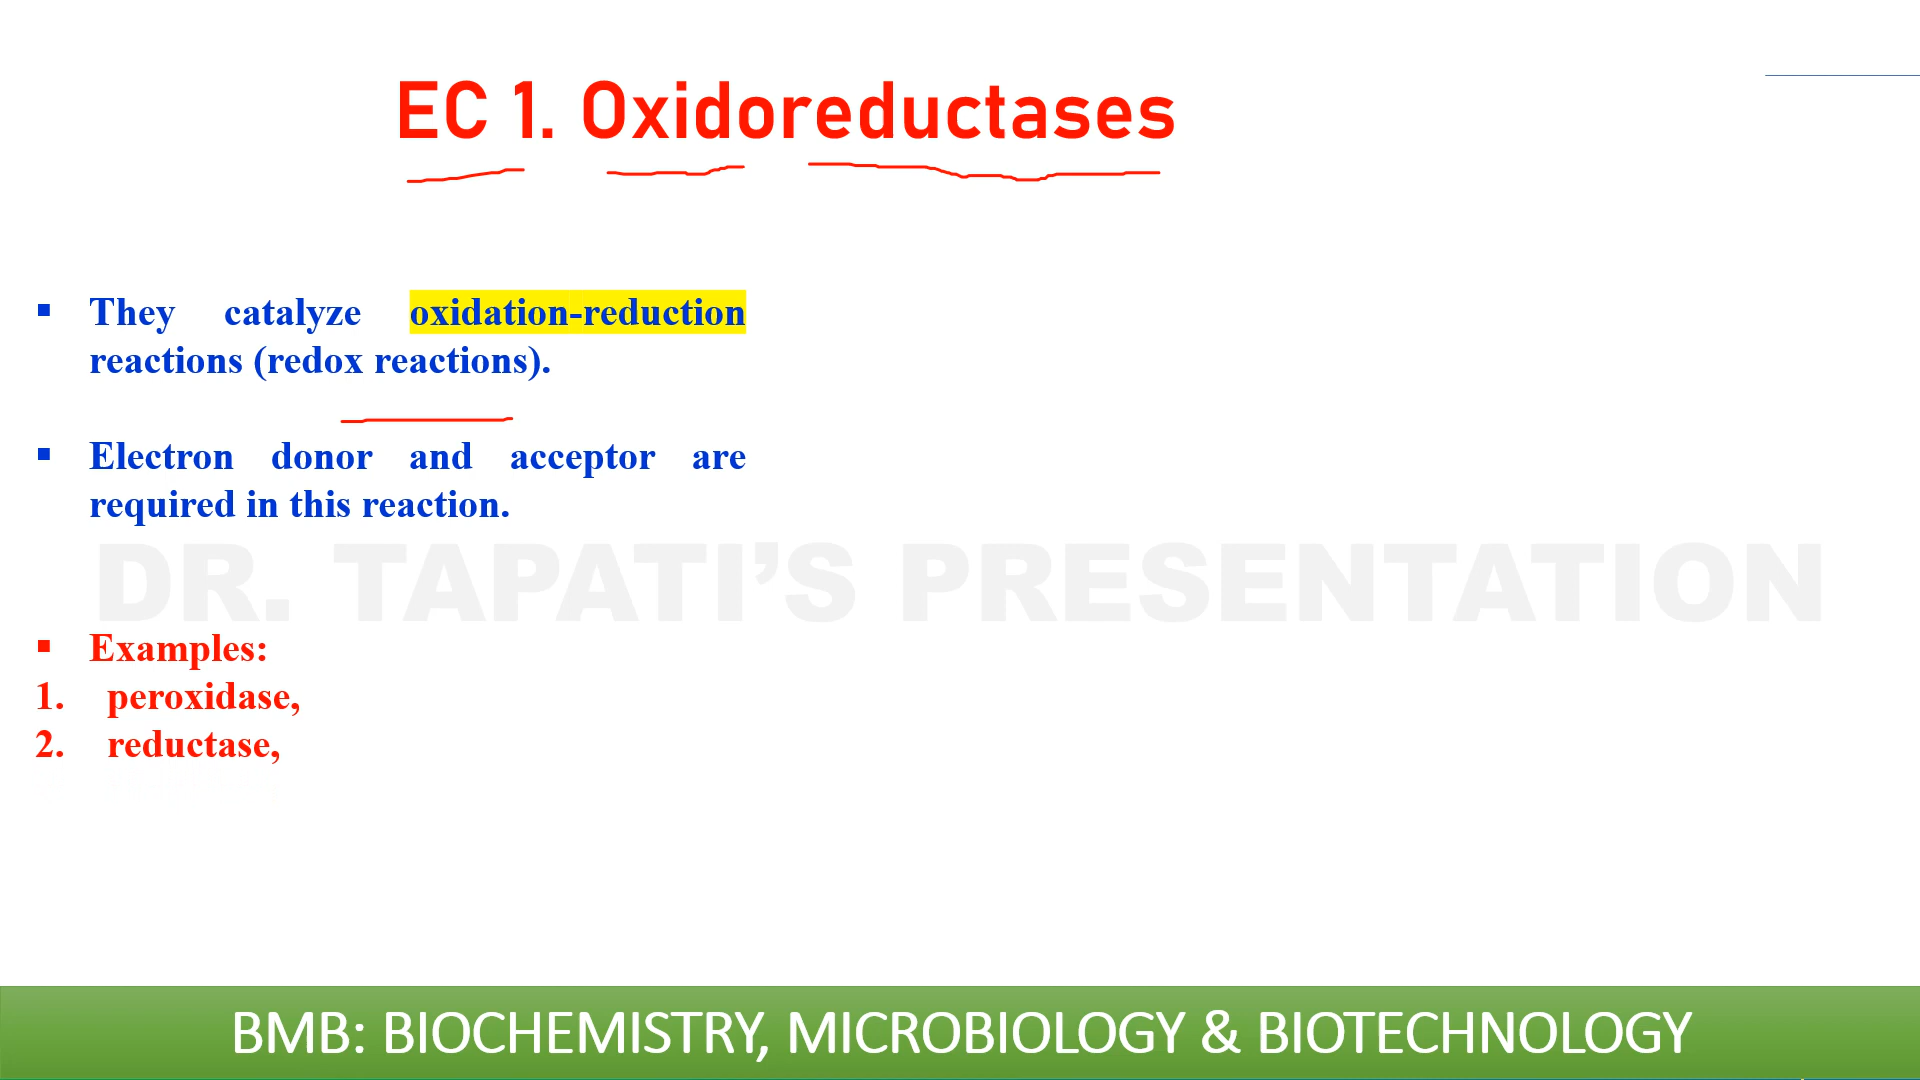 EC 1. Oxidoreductases
▪ They catalyze oxidation-reduction
reactions (redox reactions).
▪ Electron donor and acceptor are
required in this reaction.
DR. TAPATI’S PRESENTATION
▪ Examples:
1. peroxidase,
2. reductase,
BMB: BIOCHEMISTRY, MICROBIOLOGY & BIOTECHNOLOGY